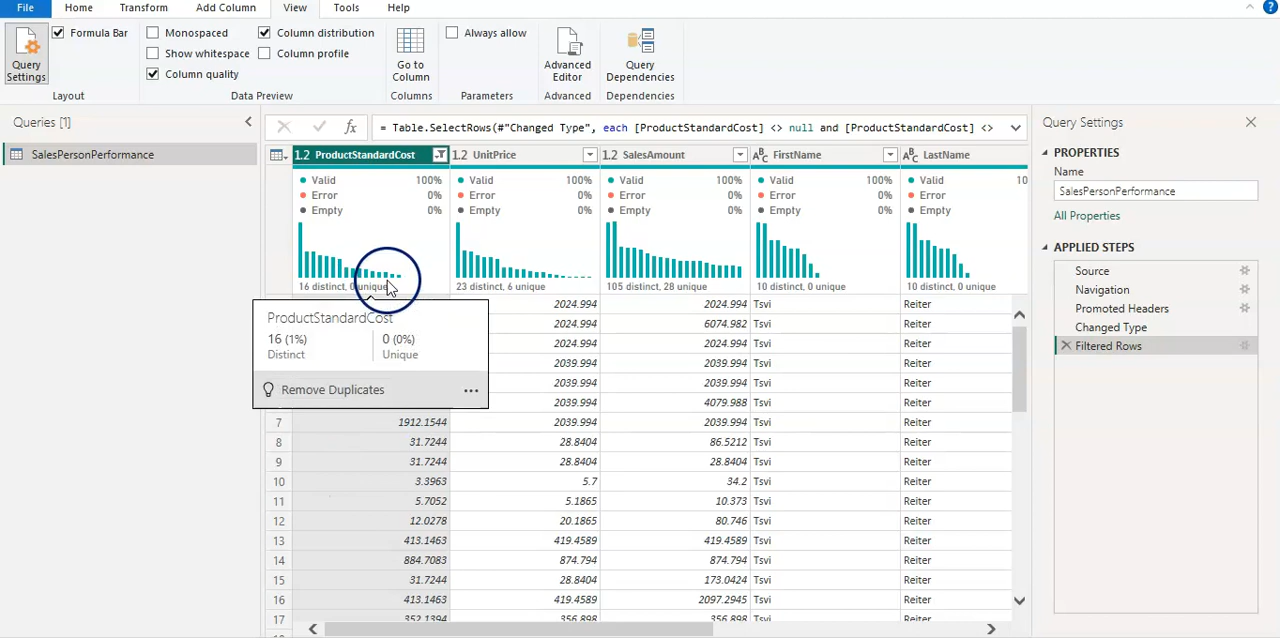 File Home Transform Add Column View Tools Help
Query Settings
Formula Bar
Monospaced
Show whitespace
Column quality
Column distribution
Column profile
Go to Column
Always allow
Advanced Editor
Query Dependencies
Layout Data Preview Columns Parameters Advanced Dependencies
Queries [1]
SalesPersonPerformance
fx = Table.SelectRows(#"Changed Type", each [ProductStandardCost] <> null and [ProductStandardCost] <>
1.2 ProductStandardCost 1.2 UnitPrice 1.2 SalesAmount ABC FirstName ABC LastName
Valid 100% Valid 100% Valid 100% Valid 100% Valid 10
Error 0% Error 0% Error 0% Error 0% Error
Empty 0% Empty 0% Empty 0% Empty 0% Empty
16 distinct, 0 unique 23 distinct, 6 unique 105 distinct, 28 unique 10 distinct, 0 unique 10 distinct, 0 unique
ProductStandardCost
16 (1%) 0 (0%)
Distinct Unique
Remove Duplicates ...
2024.994 2024.994 Tsvi Reiter
2024.994 6074.982 Tsvi Reiter
2024.994 2024.994 Tsvi Reiter
2039.994 2039.994 Tsvi Reiter
2039.994 2039.994 Tsvi Reiter
2039.994 4079.988 Tsvi Reiter
7 1912.1544 2039.994 2039.994 Tsvi Reiter
8 31.7244 28.8404 86.5212 Tsvi Reiter
9 31.7244 28.8404 28.8404 Tsvi Reiter
10 3.3963 5.7 34.2 Tsvi Reiter
11 5.7052 5.1865 10.373 Tsvi Reiter
12 12.0278 20.1865 80.746 Tsvi Reiter
13 413.1463 419.4589 419.4589 Tsvi Reiter
14 884.7083 874.794 874.794 Tsvi Reiter
15 31.7244 28.8404 173.0424 Tsvi Reiter
16 413.1463 419.4589 2097.2945 Tsvi Reiter
17 352.1394 356.898 356.898 Tsvi Reiter
Query Settings
PROPERTIES
Name
SalesPersonPerformance
All Properties
APPLIED STEPS
Source
Navigation
Promoted Headers
Changed Type
Filtered Rows